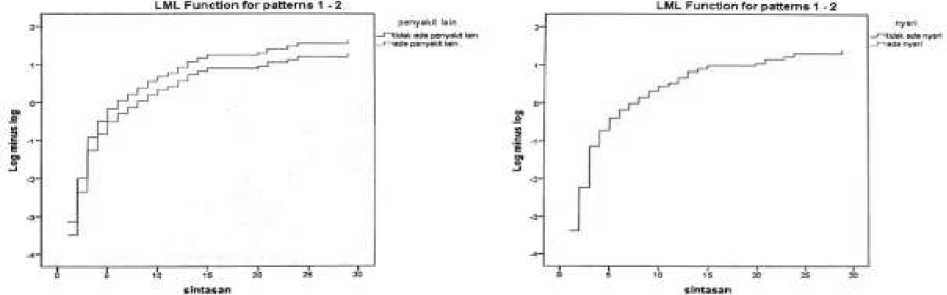 LML Function for patterns 1 - 2
penyakit lain
tidak ada penyakit lain
ada penyakit lain
Log minus log
2
1
0
-1
-2
-3
-4
0
5
10
15
20
25
30
sintasan
LML Function for patterns 1 - 2
nyeri
tidak ada nyeri
ada nyeri
Log minus log
2
1
0
-1
-2
-3
-4
0
5
10
15
20
25
30
sintasan